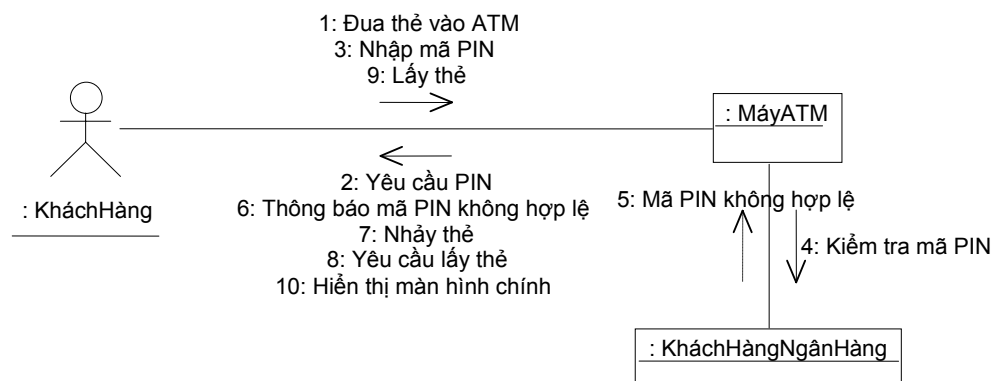 1: Đua thẻ vào ATM
3: Nhập mã PIN
9: Lấy thẻ
: MáyATM
: KháchHàng
2: Yêu cầu PIN
6: Thông báo mã PIN không hợp lệ
7: Nhảy thẻ
8: Yêu cầu lấy thẻ
10: Hiển thị màn hình chính
5: Mã PIN không hợp lệ
4: Kiểm tra mã PIN
: KháchHàngNgânHàng